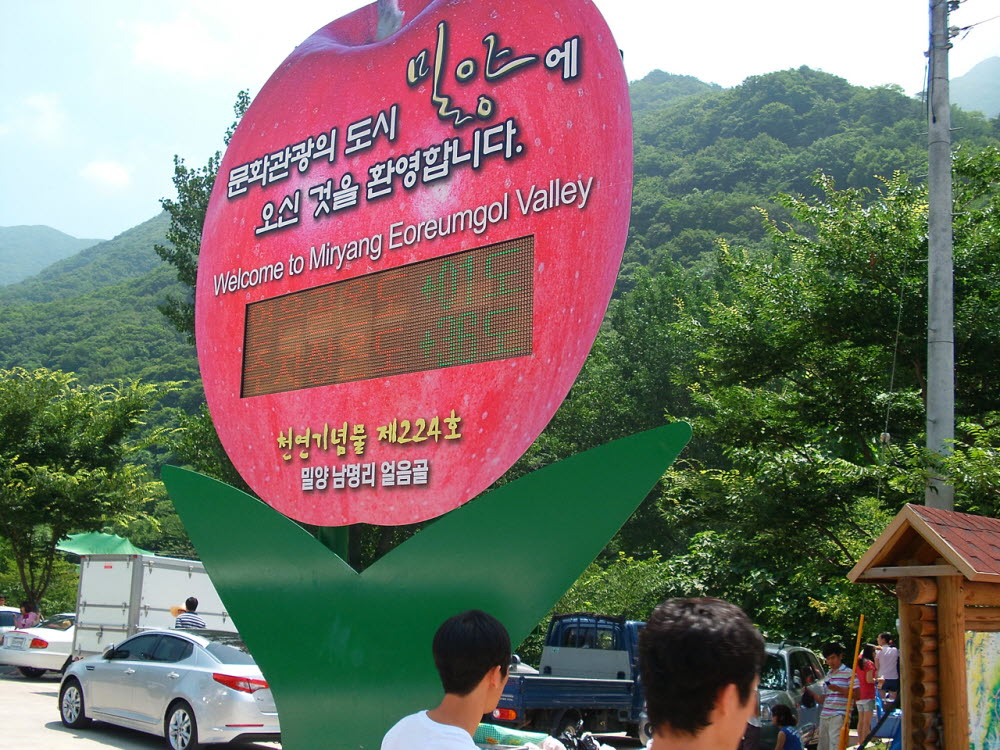 문화관광의 도시 밀양에
오신 것을 환영합니다.
Welcome to Miryang Eoreumgol Valley
천연기념물 제224호
밀양 남명리 얼음골